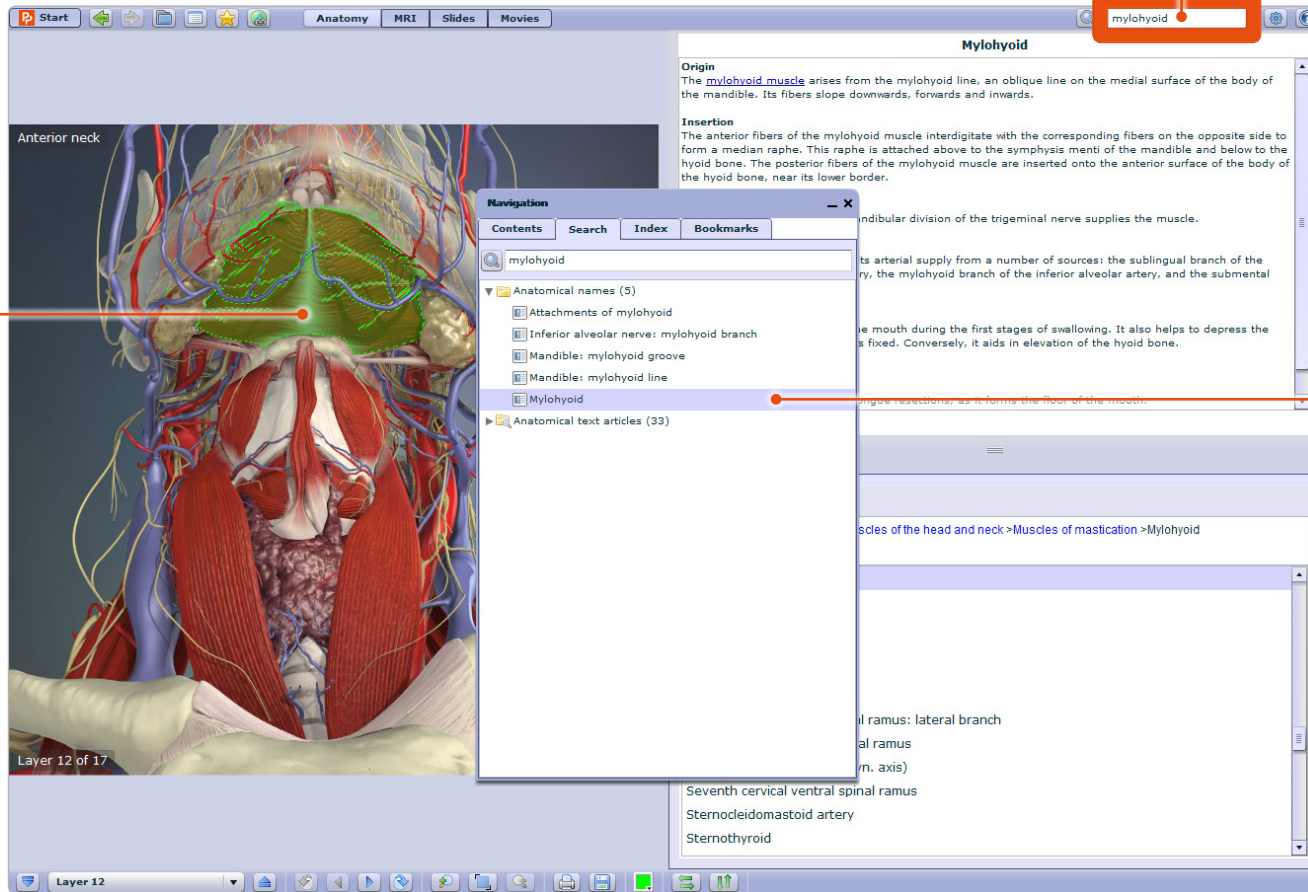 Start
Anatomy MRI Slides Movies
mylohyoid
Anterior neck
Layer 12 of 17
Mylohyoid
Origin
The mylohyoid muscle arises from the mylohyoid line, an oblique line on the medial surface of the body of
the mandible. Its fibers slope downwards, forwards and inwards.
Insertion
The anterior fibers of the mylohyoid muscle interdigitate with the corresponding fibers on the opposite side to
form a median raphe. This raphe is attached above to the symphysis menti of the mandible and below to the
hyoid bone. The posterior fibers of the mylohyoid muscle are inserted onto the anterior surface of the body of
the hyoid bone, near its lower border.
ndibular division of the trigeminal nerve supplies the muscle.
ts arterial supply from a number of sources: the sublingual branch of the
ry, the mylohyoid branch of the inferior alveolar artery, and the submental
e mouth during the first stages of swallowing. It also helps to depress the
s fixed. Conversely, it aids in elevation of the hyoid bone.
ongue resections, as it forms the floor of the mouth.
Navigation
Contents Search Index Bookmarks
mylohyoid
Anatomical names (5)
Attachments of mylohyoid
Inferior alveolar nerve: mylohyoid branch
Mandible: mylohyoid groove
Mandible: mylohyoid line
Mylohyoid
Anatomical text articles (33)
scles of the head and neck >Muscles of mastication >Mylohyoid
l ramus: lateral branch
al ramus
yn. axis)
Seventh cervical ventral spinal ramus
Sternocleidomastoid artery
Sternothyroid
Layer 12